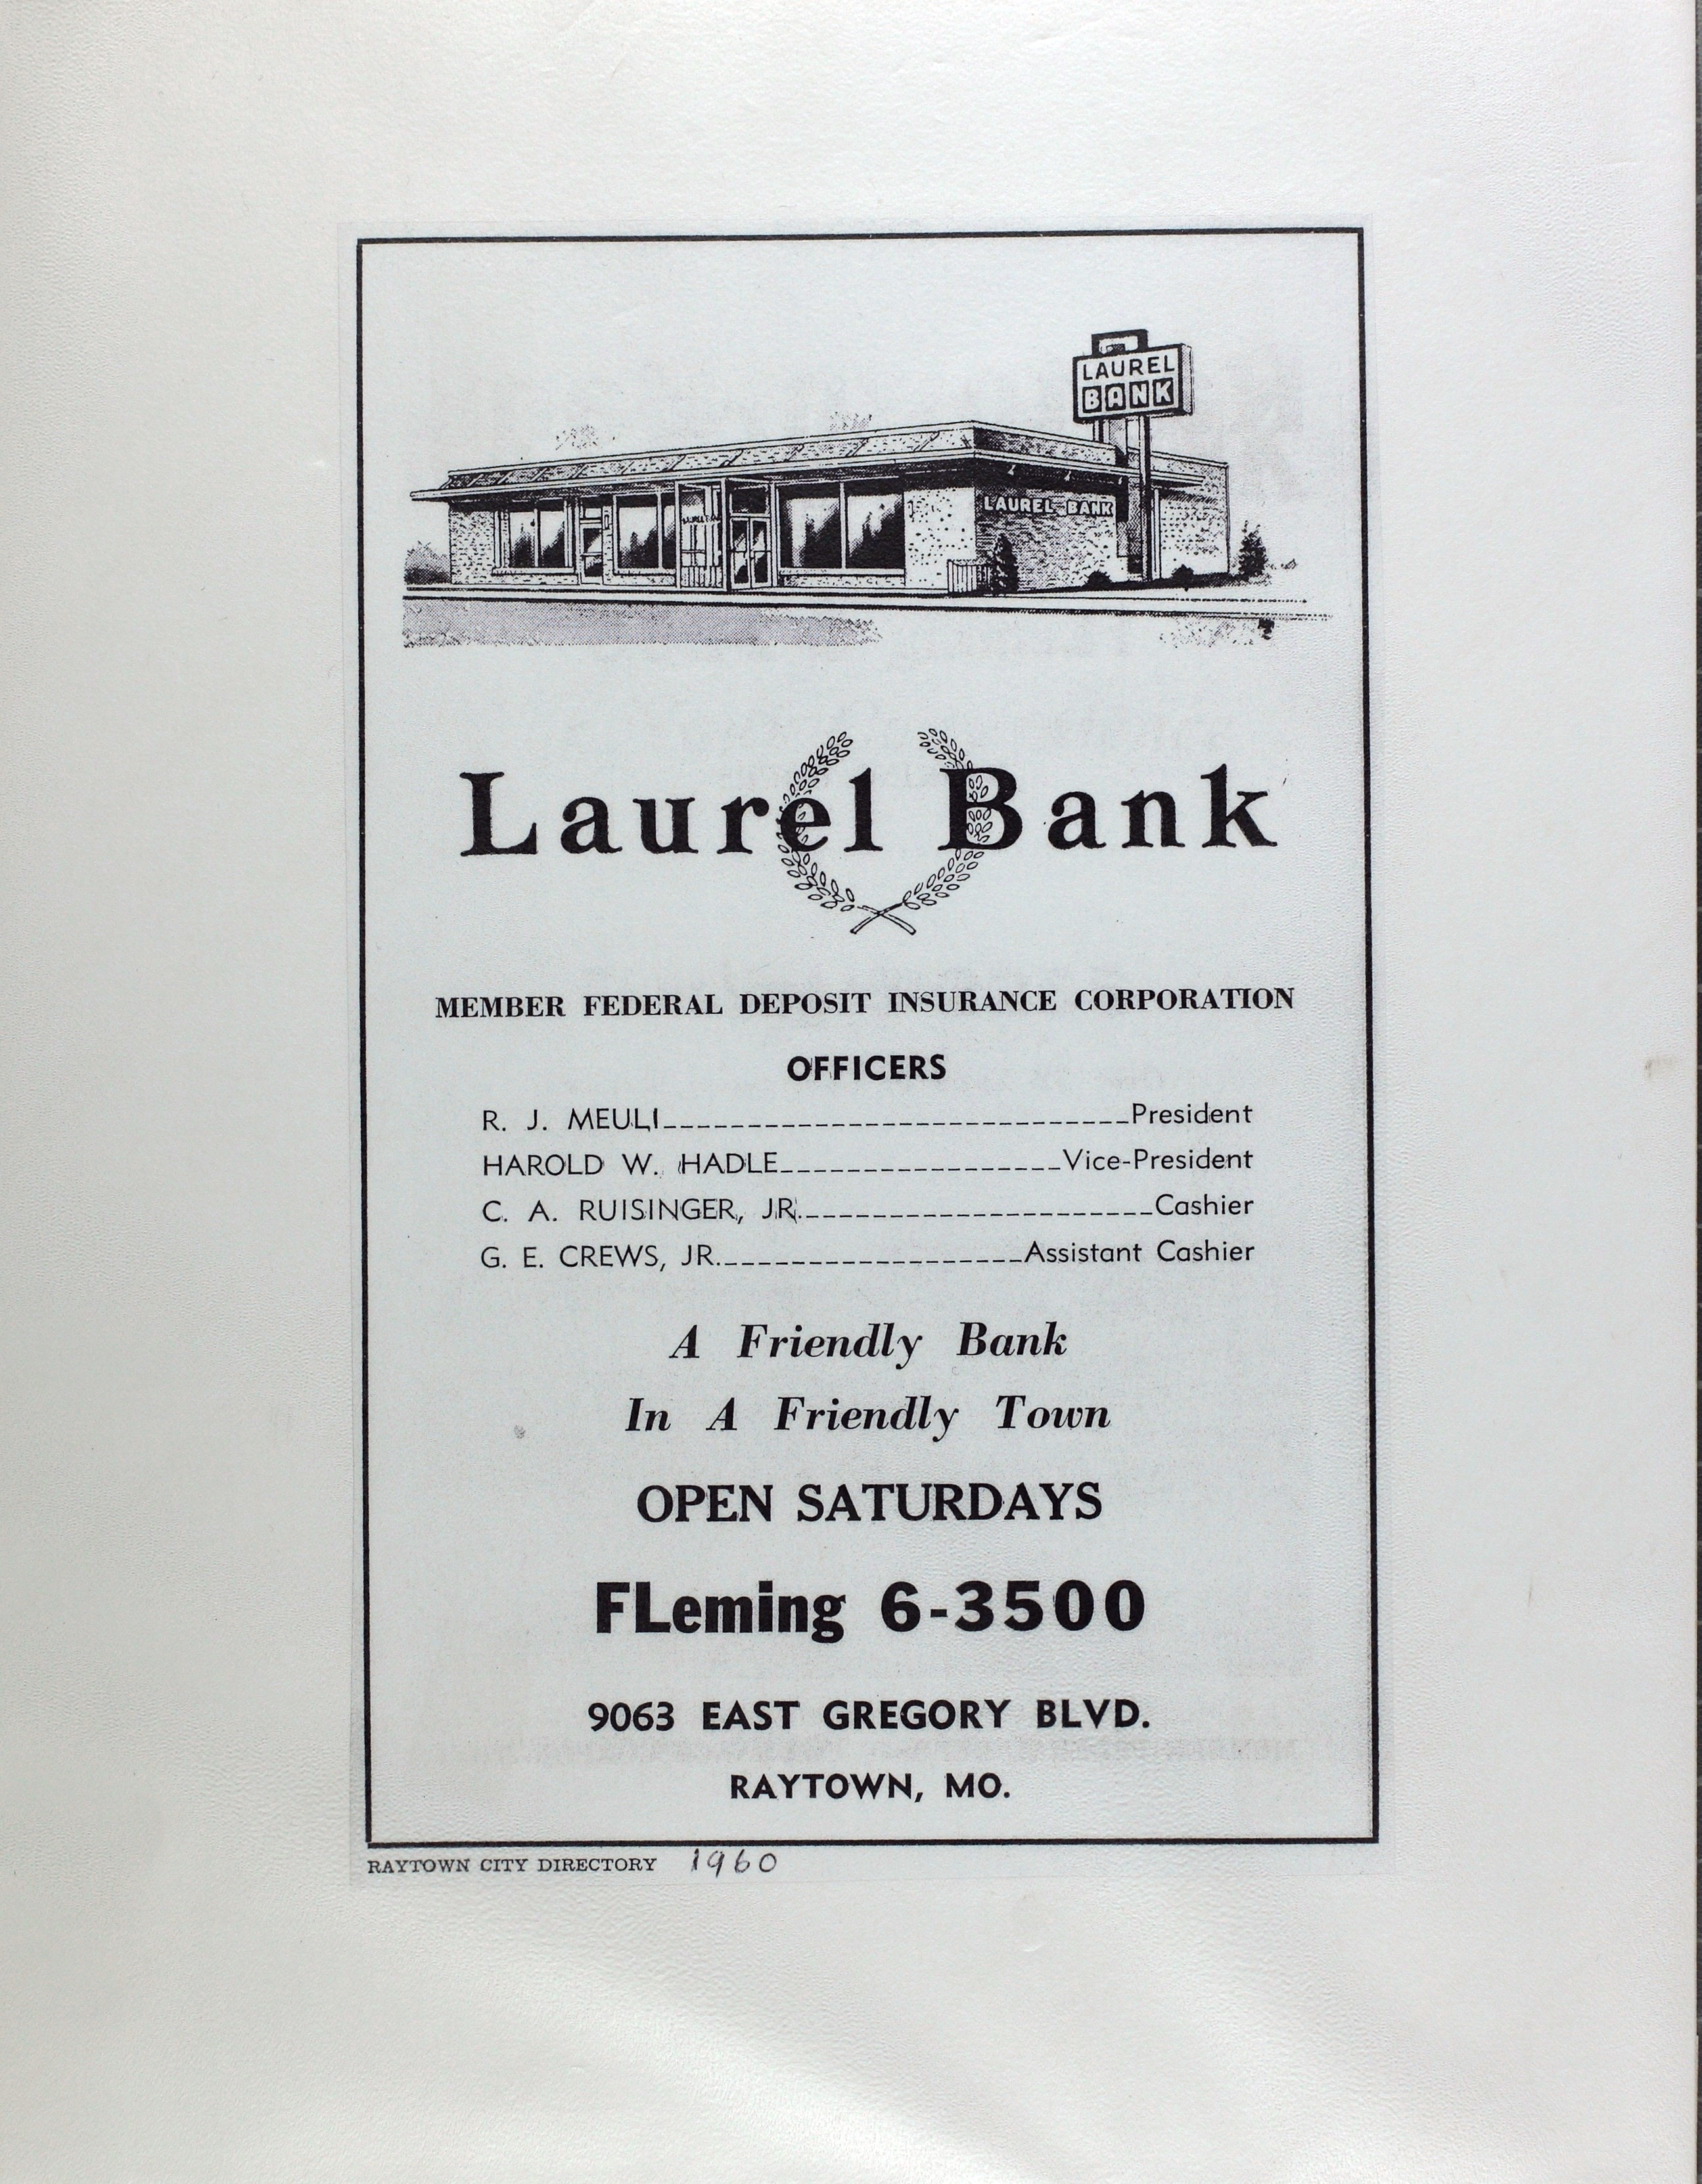 LAUREL
BANK
LAUREL BANK
Laurel Bank
MEMBER FEDERAL DEPOSIT INSURANCE CORPORATION
OFFICERS
R. J. MEULI President
HAROLD W. HADLE Vice-President
C. A. RUISINGER, JR. Cashier
G. E. CREWS, JR. Assistant Cashier
A Friendly Bank
In A Friendly Town
OPEN SATURDAYS
FLeming 6-3500
9063 EAST GREGORY BLVD.
RAYTOWN, MO.
RAYTOWN CITY DIRECTORY 1960